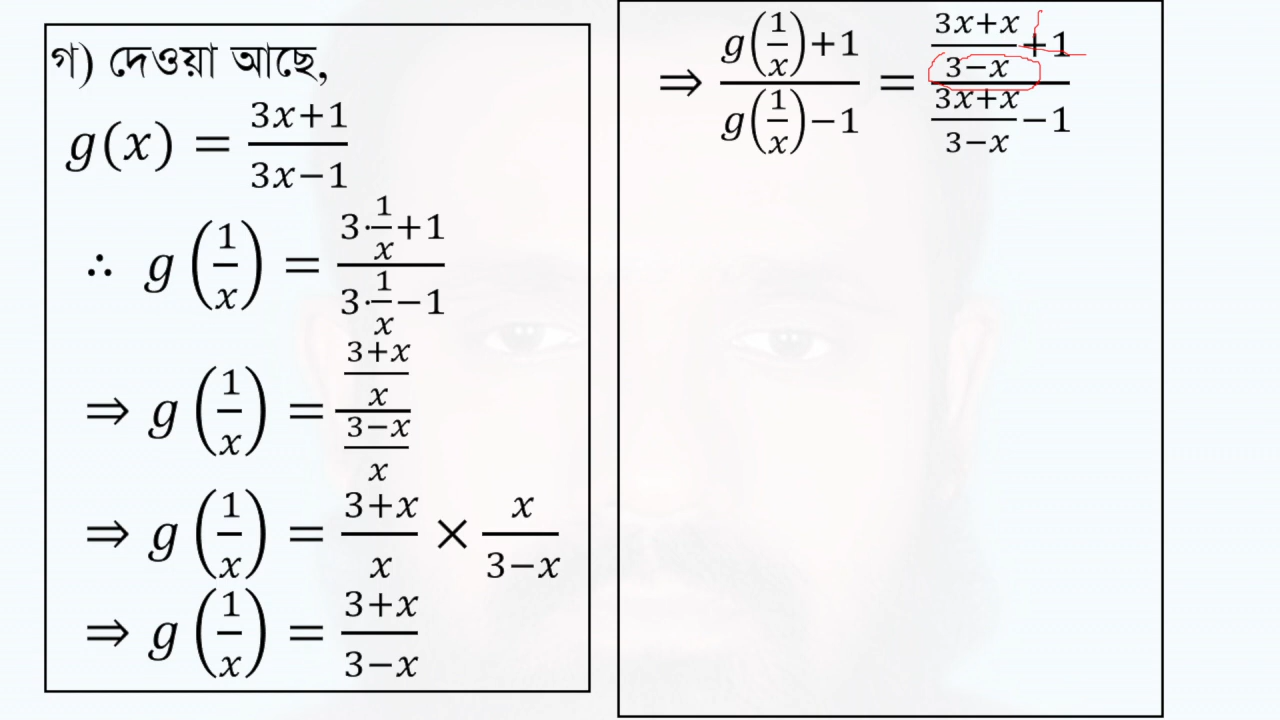 গ) দেওয়া আছে,
g(x) = (3x+1)/(3x−1)
∴ g(1/x) = (3·1/x+1)/(3·1/x−1)
⇒ g(1/x) = ((3+x)/x)/((3−x)/x)
⇒ g(1/x) = (3+x)/x × x/(3−x)
⇒ g(1/x) = (3+x)/(3−x)
⇒ (g(1/x)+1)/(g(1/x)−1) = ((3x+x)/(3−x)+1)/((3x+x)/(3−x)−1)